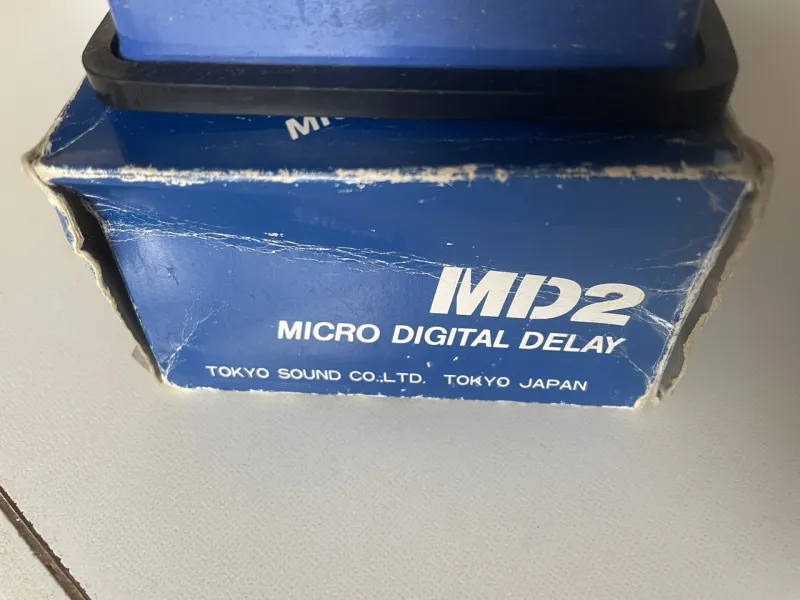 MD2
MICRO DIGITAL DELAY
TOKYO SOUND CO.,LTD. TOKYO JAPAN